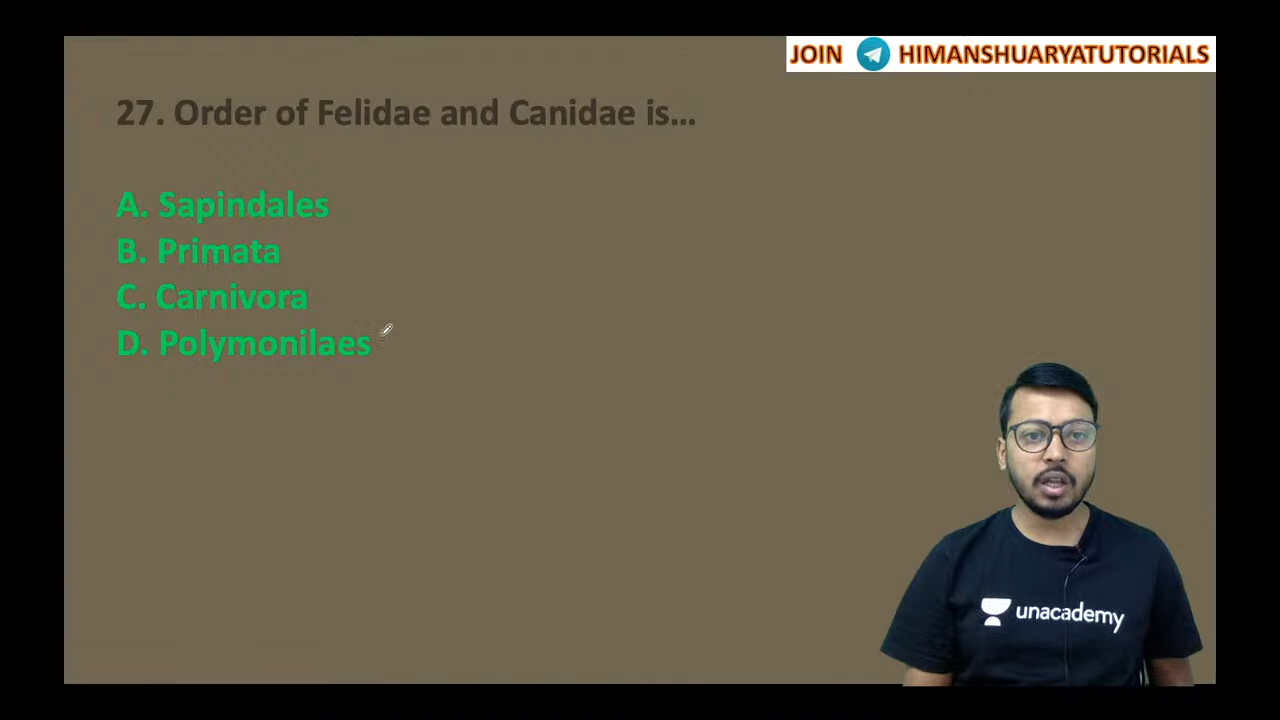 JOIN HIMANSHUARYATUTORIALS
27. Order of Felidae and Canidae is...
A. Sapindales
B. Primata
C. Carnivora
D. Polymonilaes
unacademy